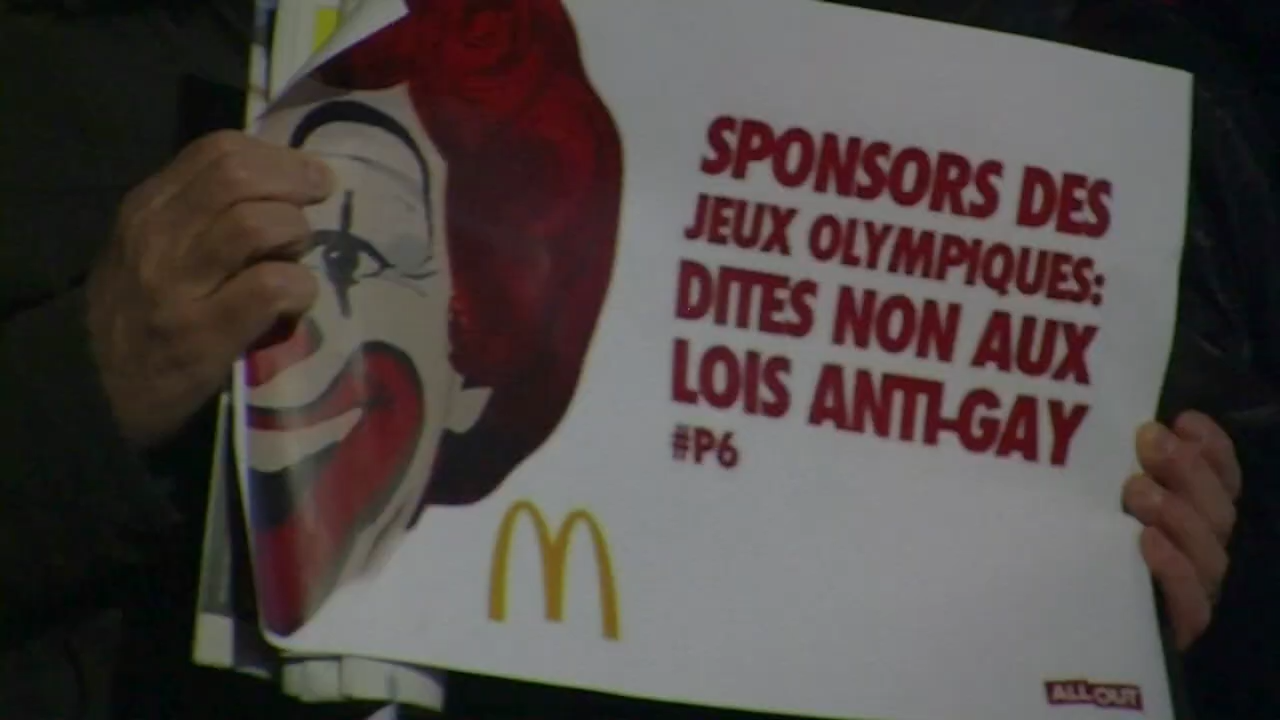 SPONSORS DES
JEUX OLYMPIQUES:
DITES NON AUX
LOIS ANTI-GAY
#P6
ALL OUT